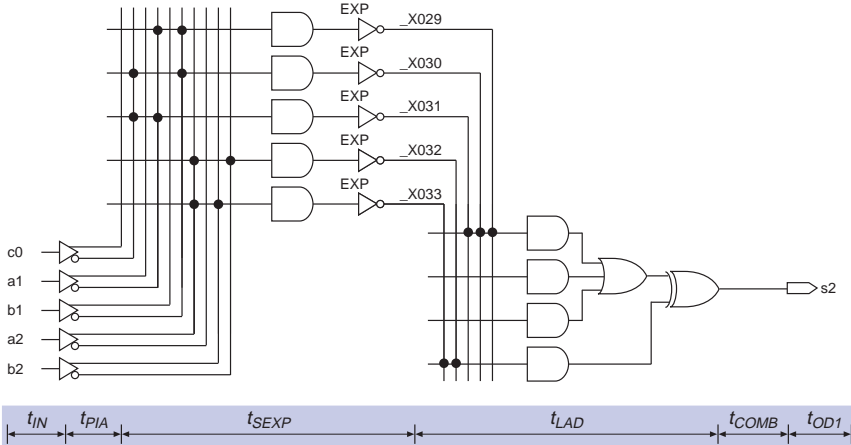 EXP
_X029
EXP
_X030
EXP
_X031
EXP
_X032
EXP
_X033
c0
a1
b1
a2
b2
s2
tIN tPIA tSEXP tLAD tCOMB tOD1